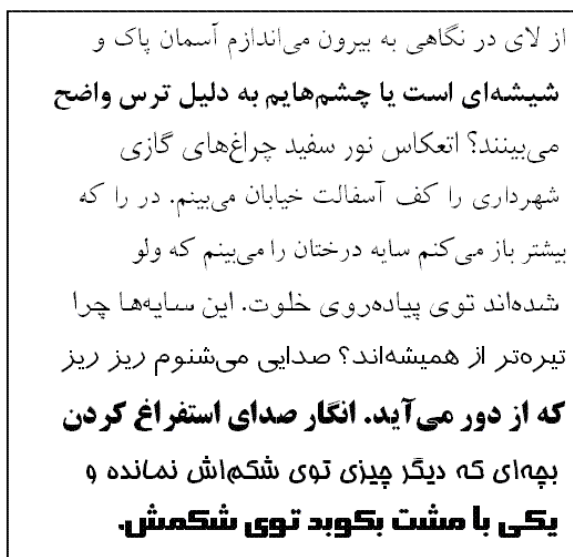 از لای در نگاهی به بیرون می‌اندازم آسمان پاک و
شیشه‌ای است یا چشم‌هایم به دلیل ترس واضح
می‌بینند؟ اتعکاس نور سفید چراغ‌های گازی
شهرداری را کف آسفالت خیابان می‌بینم. در را که
بیشتر باز می‌کنم سایه درختان را می‌بینم که ولو
شده‌اند توی پیاده‌روی خلوت. این سایه‌ها چرا
تیره‌تر از همیشه‌اند؟ صدایی می‌شنوم ریز ریز
که از دور می‌آید. انگار صدای استفراغ کردن
بچه‌ای که دیگر چیزی توی شکم‌اش نمانده و
یکی با مشت بکوبد توی شکمش.